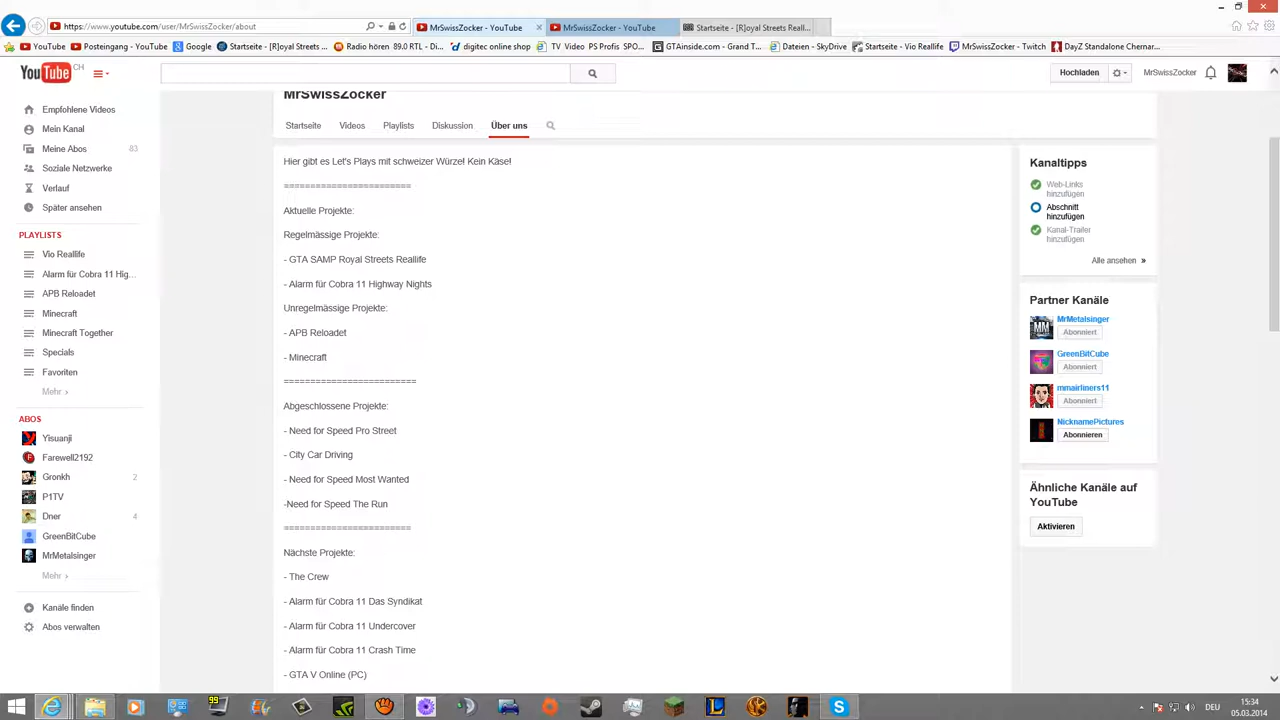 https://www.youtube.com/user/MrSwissZocker/about
MrSwissZocker - YouTube
MrSwissZocker - YouTube
Startseite - [R]oyal Streets Reall...
YouTube
Posteingang - YouTube
Google
Startseite - [R]oyal Streets ...
Radio hören 89.0 RTL - Di...
digitec online shop
TV Video PS Profis SPO...
GTAinside.com - Grand T...
Dateien - SkyDrive
Startseite - Vio Reallife
MrSwissZocker - Twitch
DayZ Standalone Chernar...
YouTube CH
Hochladen
MrSwissZocker
Empfohlene Videos
Mein Kanal
Meine Abos 83
Soziale Netzwerke
Verlauf
Später ansehen
PLAYLISTS
Vio Reallife
Alarm für Cobra 11 Hig...
APB Reloadet
Minecraft
Minecraft Together
Specials
Favoriten
Mehr ›
ABOS
Yisuanji
Farewell2192
Gronkh 2
P1TV
Dner 4
GreenBitCube
MrMetalsinger
Mehr ›
Kanäle finden
Abos verwalten
MrSwissZocker
Startseite
Videos
Playlists
Diskussion
Über uns
Hier gibt es Let's Plays mit schweizer Würze! Kein Käse!
========================
Aktuelle Projekte:
Regelmässige Projekte:
- GTA SAMP Royal Streets Reallife
- Alarm für Cobra 11 Highway Nights
Unregelmässige Projekte:
- APB Reloadet
- Minecraft
=========================
Abgeschlossene Projekte:
- Need for Speed Pro Street
- City Car Driving
- Need for Speed Most Wanted
-Need for Speed The Run
========================
Nächste Projekte:
- The Crew
- Alarm für Cobra 11 Das Syndikat
- Alarm für Cobra 11 Undercover
- Alarm für Cobra 11 Crash Time
- GTA V Online (PC)
Kanaltipps
Web-Links
hinzufügen
Abschnitt
hinzufügen
Kanal-Trailer
hinzufügen
Alle ansehen »
Partner Kanäle
MrMetalsinger
Abonniert
GreenBitCube
Abonniert
mmairliners11
Abonniert
NicknamePictures
Abonnieren
Ähnliche Kanäle auf
YouTube
Aktivieren
99
DEU
15:34
05.03.2014